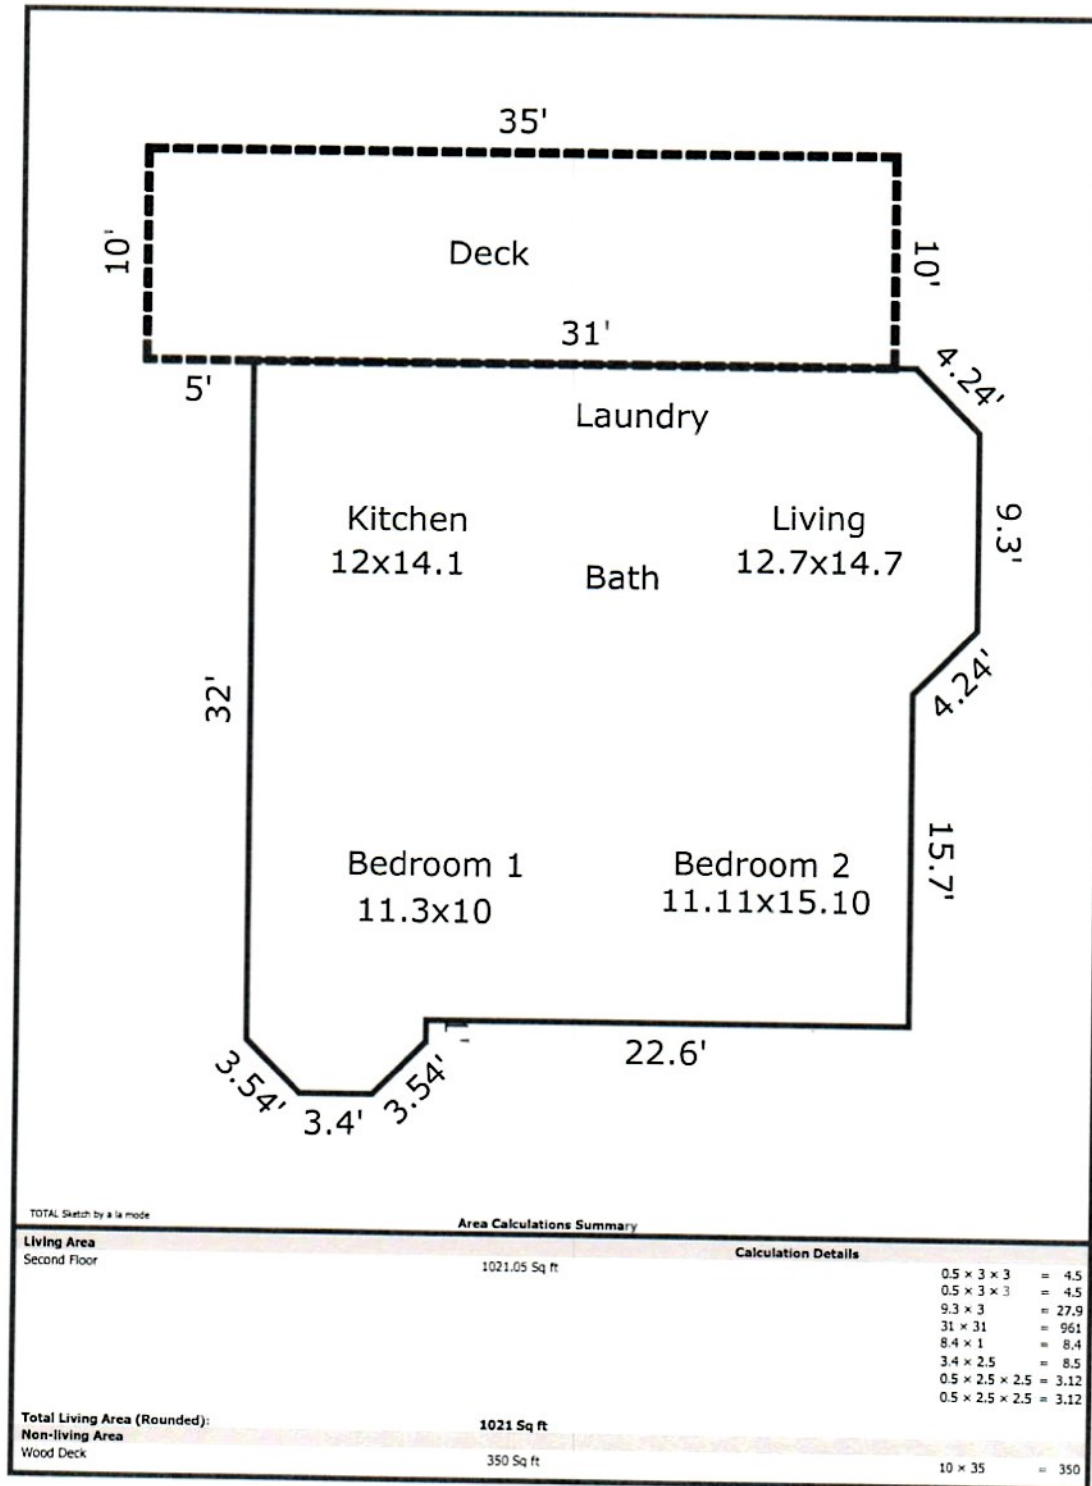 35'
10'
Deck
10'
31'
5'
4.24'
Laundry
Kitchen
12x14.1
Living
12.7x14.7
9.3'
Bath
32'
4.24'
Bedroom 1
11.3x10
Bedroom 2
11.11x15.10
15.7'
22.6'
3.54'
3.4'
3.54'
TOTAL Sketch by a la mode
Area Calculations Summary
Living Area
Calculation Details
Second Floor
1021.05 Sq ft
0.5 × 3 × 3 = 4.5
0.5 × 3 × 3 = 4.5
9.3 × 3 = 27.9
31 × 31 = 961
8.4 × 1 = 8.4
3.4 × 2.5 = 8.5
0.5 × 2.5 × 2.5 = 3.12
0.5 × 2.5 × 2.5 = 3.12
Total Living Area (Rounded):
1021 Sq ft
Non-living Area
Wood Deck
350 Sq ft
10 × 35 = 350